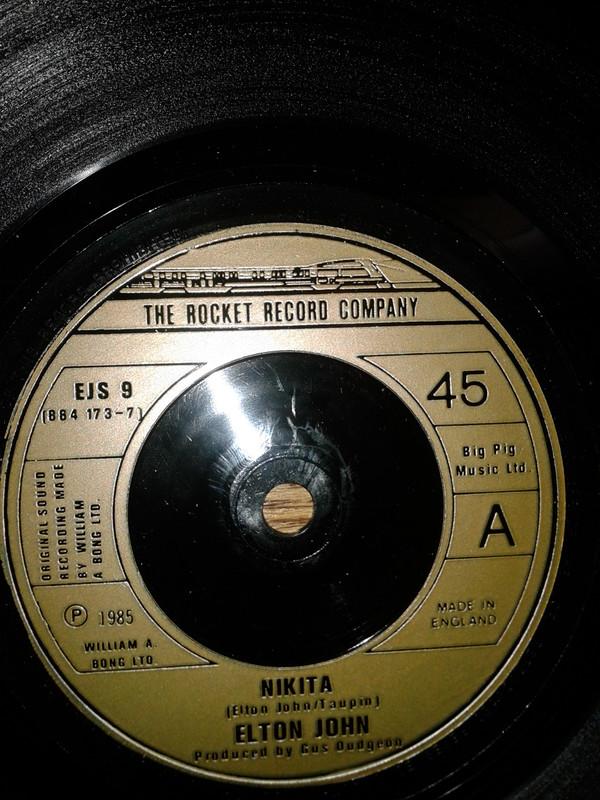 THE ROCKET RECORD COMPANY
EJS 9
(884 173-7)
45
Big Pig
Music Ltd.
ORIGINAL SOUND
RECORDING MADE
BY WILLIAM
A BONG LTD.
A
Ⓟ 1985
WILLIAM A.
BONG LTD.
MADE IN
ENGLAND
NIKITA
(Elton John/Taupin)
ELTON JOHN
Produced by Gus Dudgeon